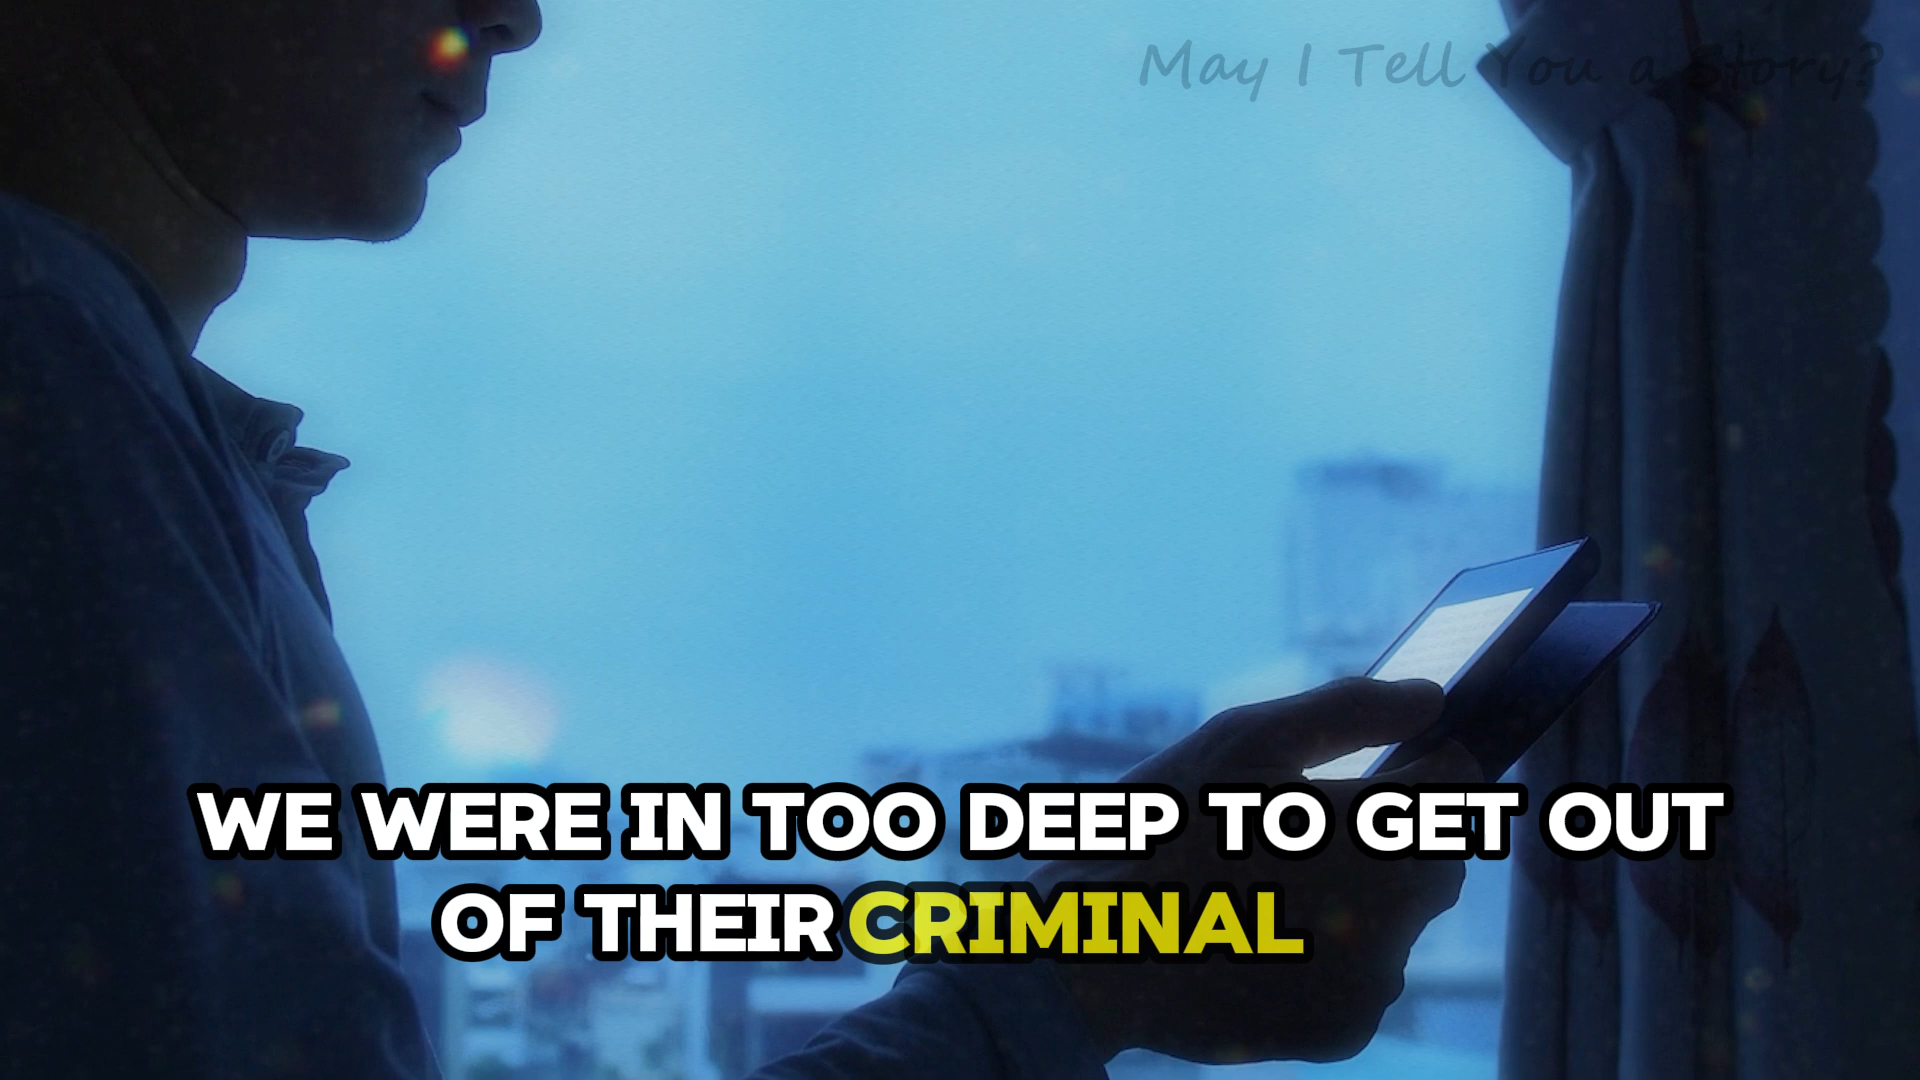 May I Tell You a Story?
WE WERE IN TOO DEEP TO GET OUT
OF THEIR CRIMINAL